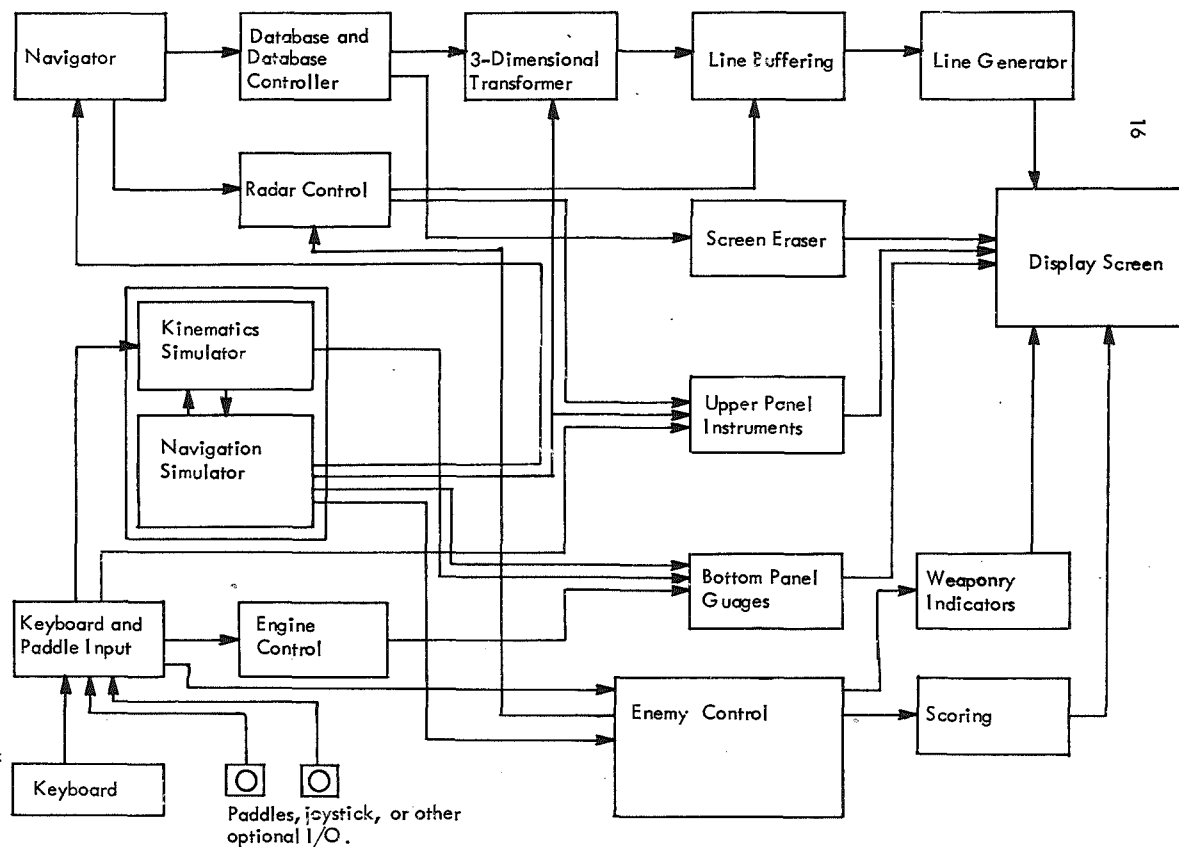 Navigator
Database and
Database
Controller
3-Dimensional
Transformer
Line Buffering
Line Generator
16
Radar Control
Screen Eraser
Display Screen
Kinematics
Simulator
Upper Panel
Instruments
Navigation
Simulator
Bottom Panel
Guages
Weaponry
Indicators
Keyboard and
Paddle Input
Engine
Control
Enemy Control
Scoring
Keyboard
Paddles, joystick, or other
optional I/O.